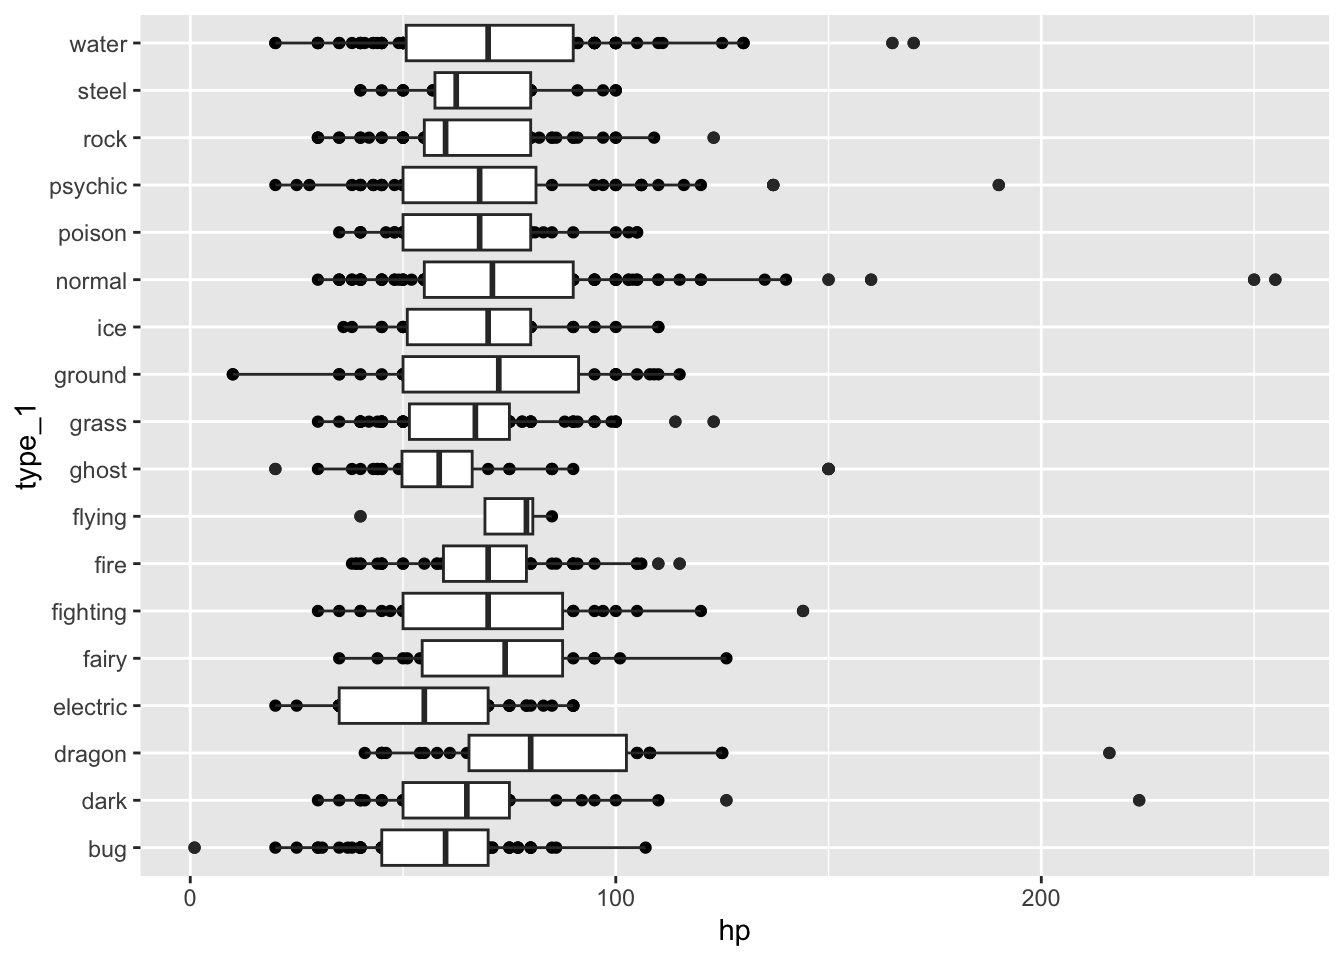 water
steel
rock
psychic
poison
normal
ice
ground
grass
ghost
flying
fire
fighting
fairy
electric
dragon
dark
bug
type_1
0 100 200
hp